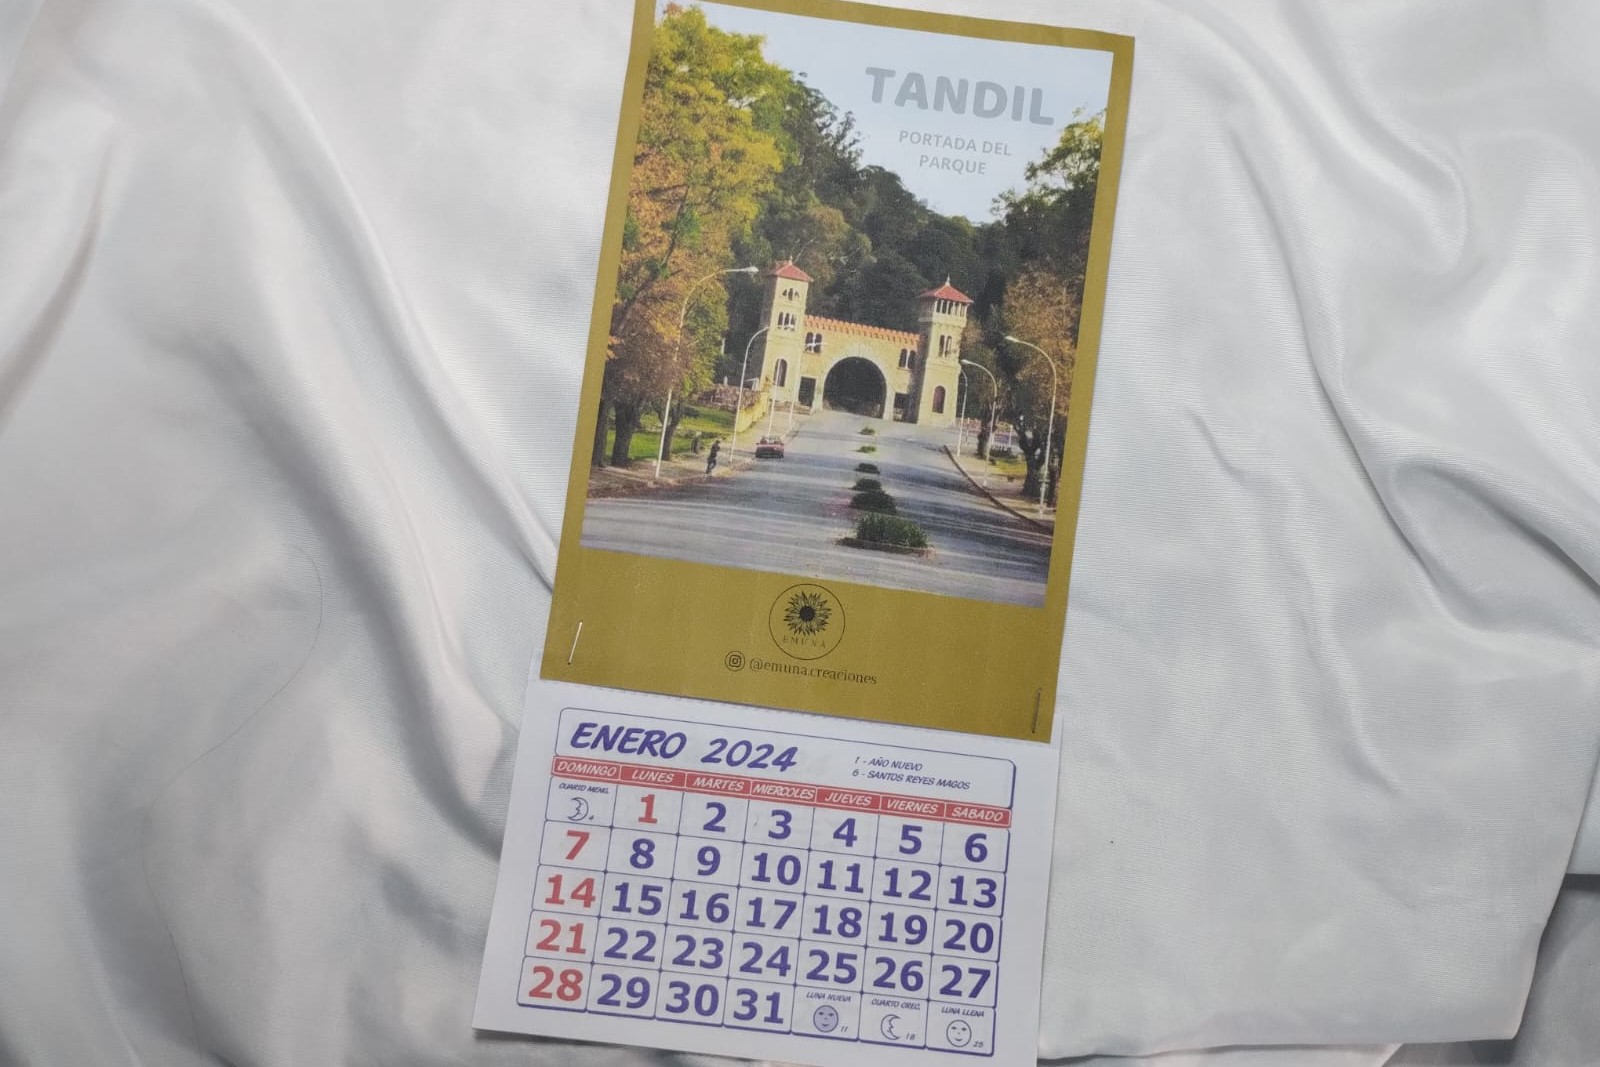 TANDIL
PORTADA DEL
PARQUE
EMUNA
@emuna.creaciones
ENERO 2024
1 - AÑO NUEVO
6 - SANTOS REYES MAGOS
DOMINGO LUNES MARTES MIERCOLES JUEVES VIERNES SABADO
CUARTO MENG.
4 1 2 3 4 5 6
7 8 9 10 11 12 13
14 15 16 17 18 19 20
21 22 23 24 25 26 27
28 29 30 31
LUNA NUEVA CUARTO CREC. LUNA LLENA
11 18 25